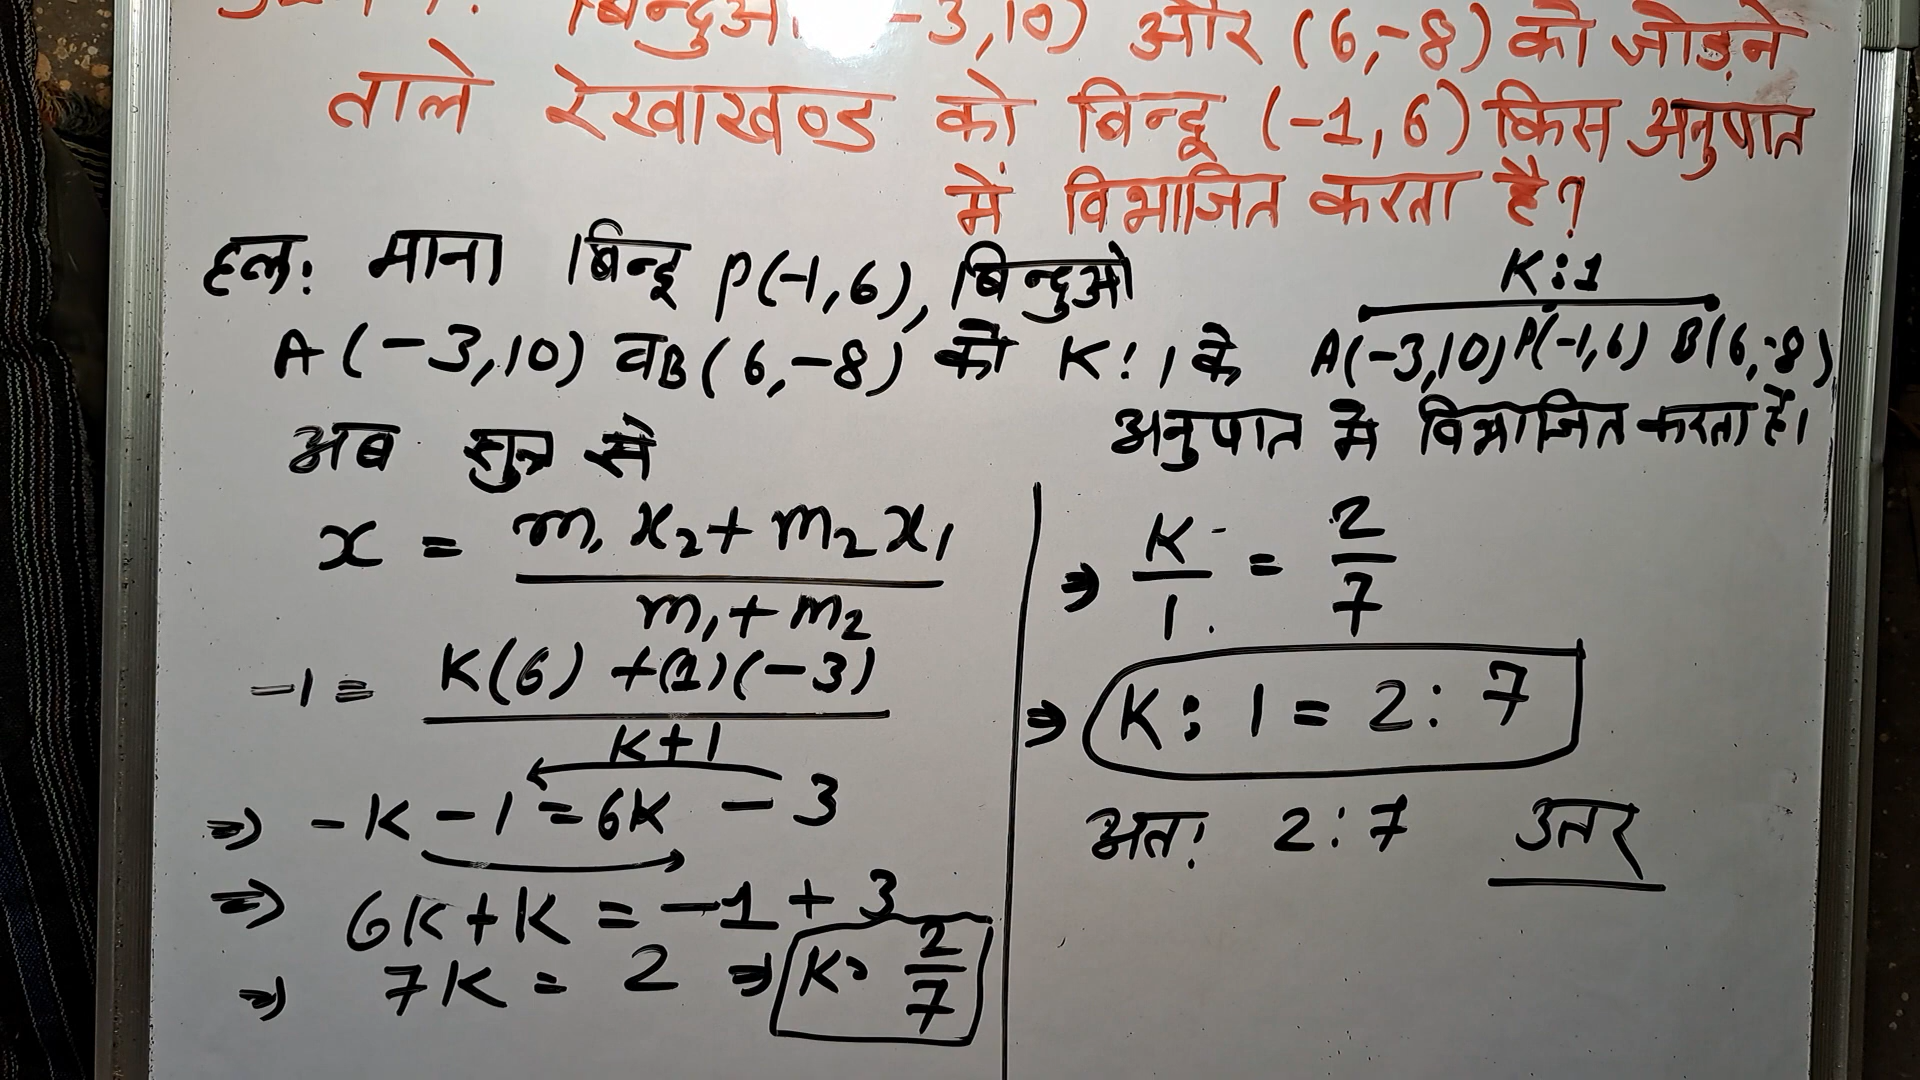 बिन्दुओ -3,10) और (6,-8) को जोड़ने
वाले रेखाखण्ड को बिन्दू (-1,6) किस अनुपात
में विभाजित करता है?
हल: माना बिन्दू P(-1,6), बिन्दुओ
K:1
A(-3,10) व B(6,-8) को K:1 के
A(-3,10) P(-1,6) B(6,-8)
अनुपात मे विभाजित करता है।
अब सुत्र से
x = m1x2 + m2x1
m1 + m2
-1 = K(6) + (1)(-3)
K+1
⇒ -K - 1 = 6K - 3
⇒ 6K+K = -1 + 3
⇒ 7K = 2 ⇒ K = 2/7
⇒ K/1 = 2/7
⇒ K: 1 = 2: 7
अत: 2:7 उत्तर